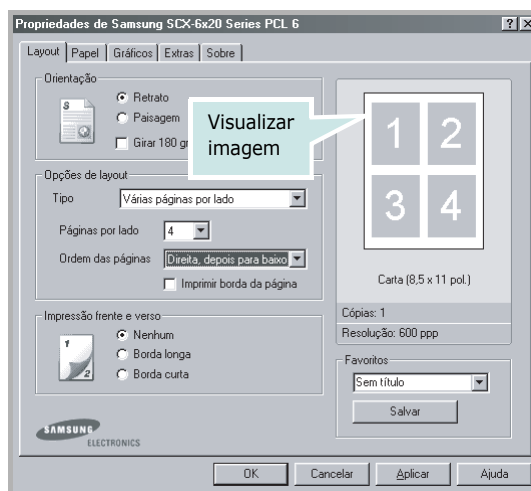 Propriedades de Samsung SCX-6x20 Series PCL 6
Layout Papel Gráficos Extras Sobre
Orientação
S
Retrato
Paisagem
Girar 180 gr
Visualizar
imagem
Opções de layout
Tipo Várias páginas por lado
Páginas por lado 4
Ordem das páginas Direita, depois para baixo
Imprimir borda da página
Impressão frente e verso
1
2
Nenhum
Borda longa
Borda curta
SAMSUNG
ELECTRONICS
1 2
3 4
Carta (8,5 x 11 pol.)
Cópias: 1
Resolução: 600 ppp
Favoritos
Sem título
Salvar
OK Cancelar Aplicar Ajuda